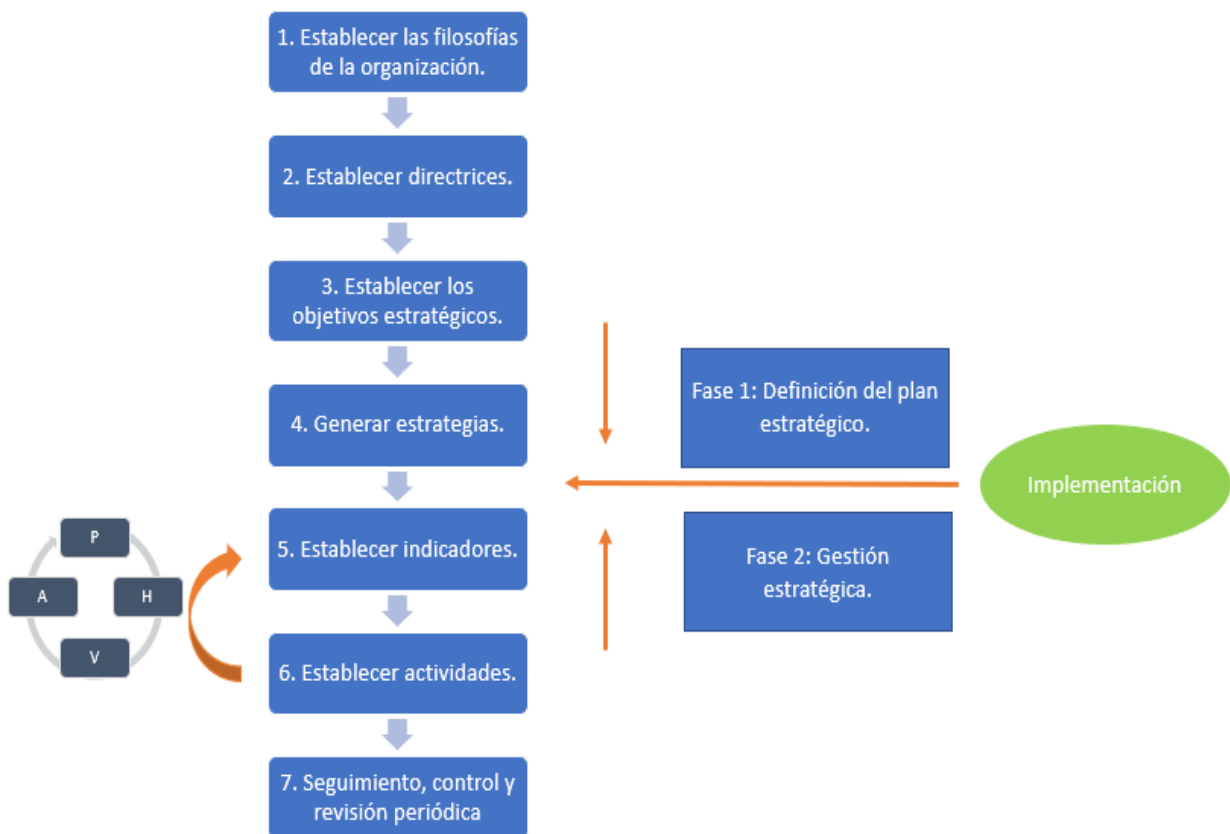 1. Establecer las filosofías
de la organización.
2. Establecer directrices.
3. Establecer los
objetivos estratégicos.
4. Generar estrategias.
5. Establecer indicadores.
6. Establecer actividades.
7. Seguimiento, control y
revisión periódica
P
A
H
V
Fase 1: Definición del plan
estratégico.
Fase 2: Gestión
estratégica.
Implementación